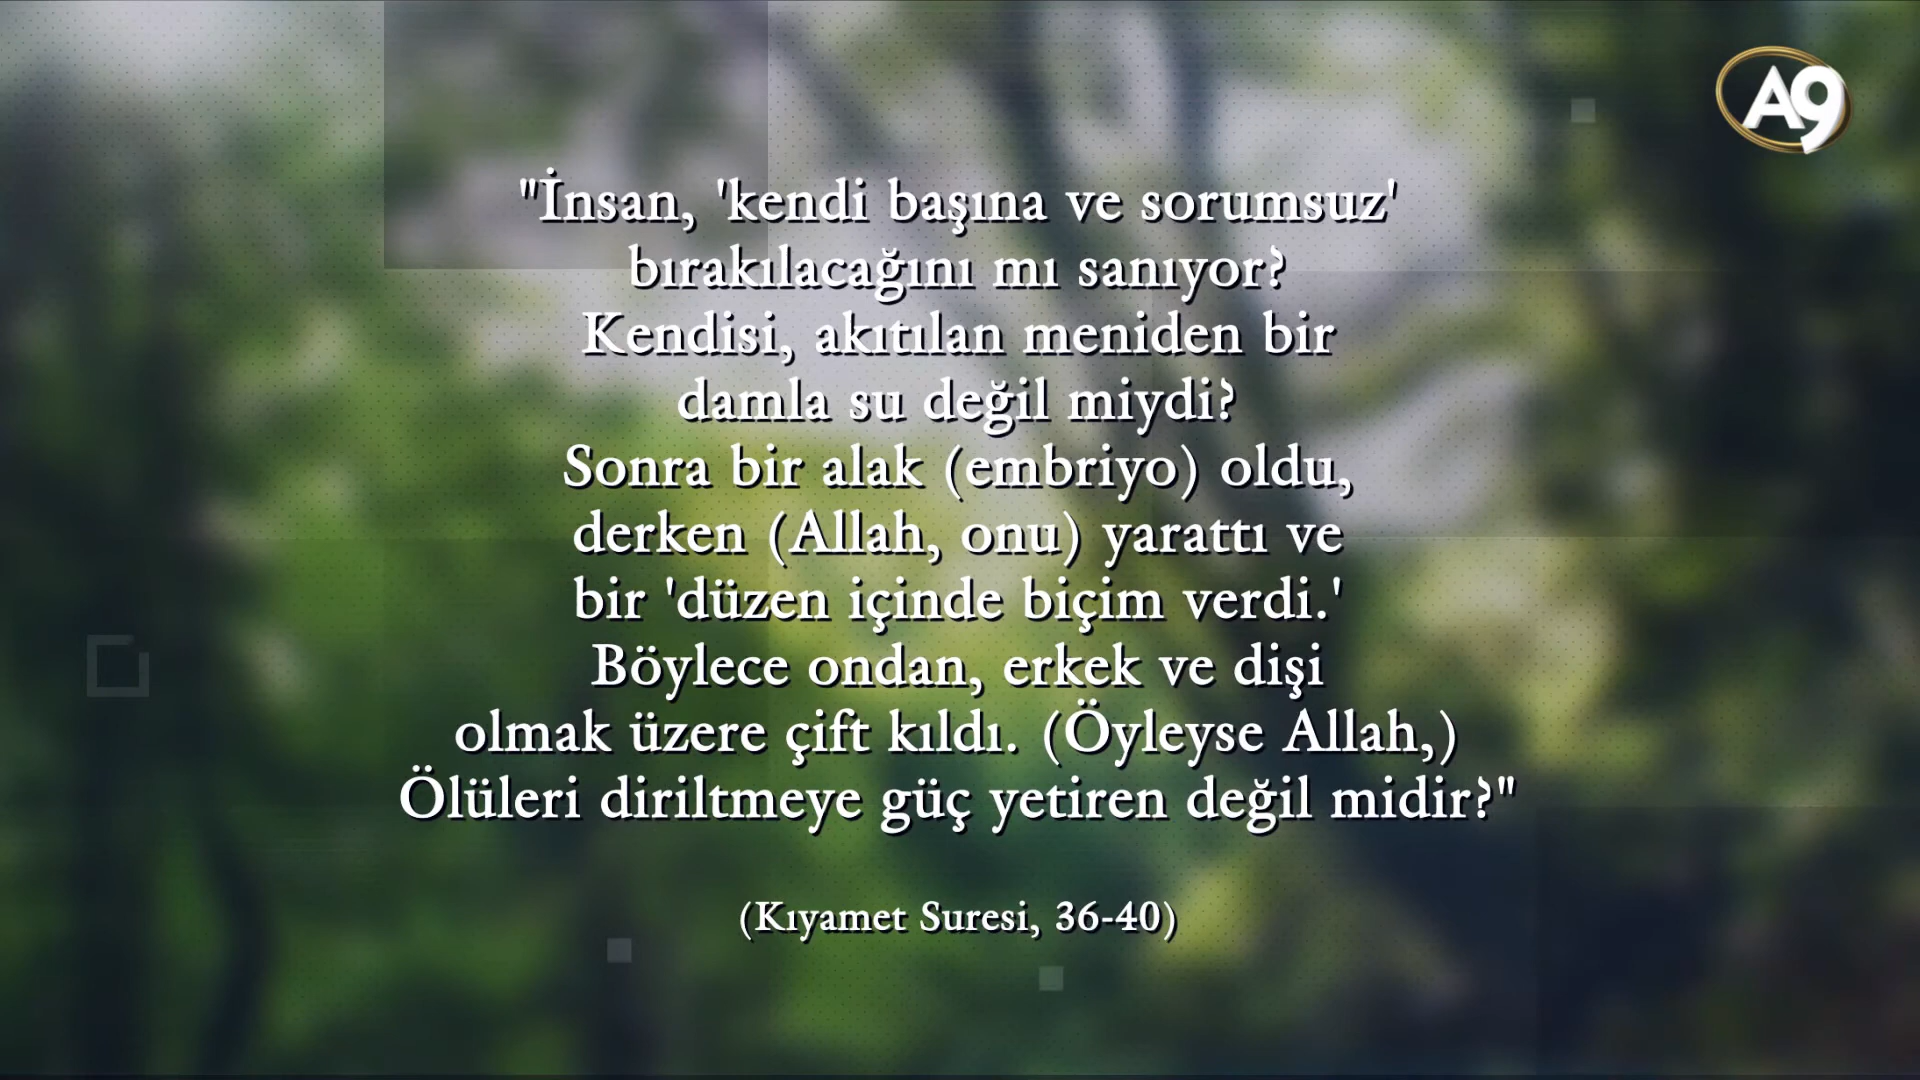 A9
"İnsan, 'kendi başına ve sorumsuz'
bırakılacağını mı sanıyor?
Kendisi, akıtılan meniden bir
damla su değil miydi?
Sonra bir alak (embriyo) oldu,
derken (Allah, onu) yarattı ve
bir 'düzen içinde biçim verdi.'
Böylece ondan, erkek ve dişi
olmak üzere çift kıldı. (Öyleyse Allah,)
Ölüleri diriltmeye güç yetiren değil midir?"
(Kıyamet Suresi, 36-40)